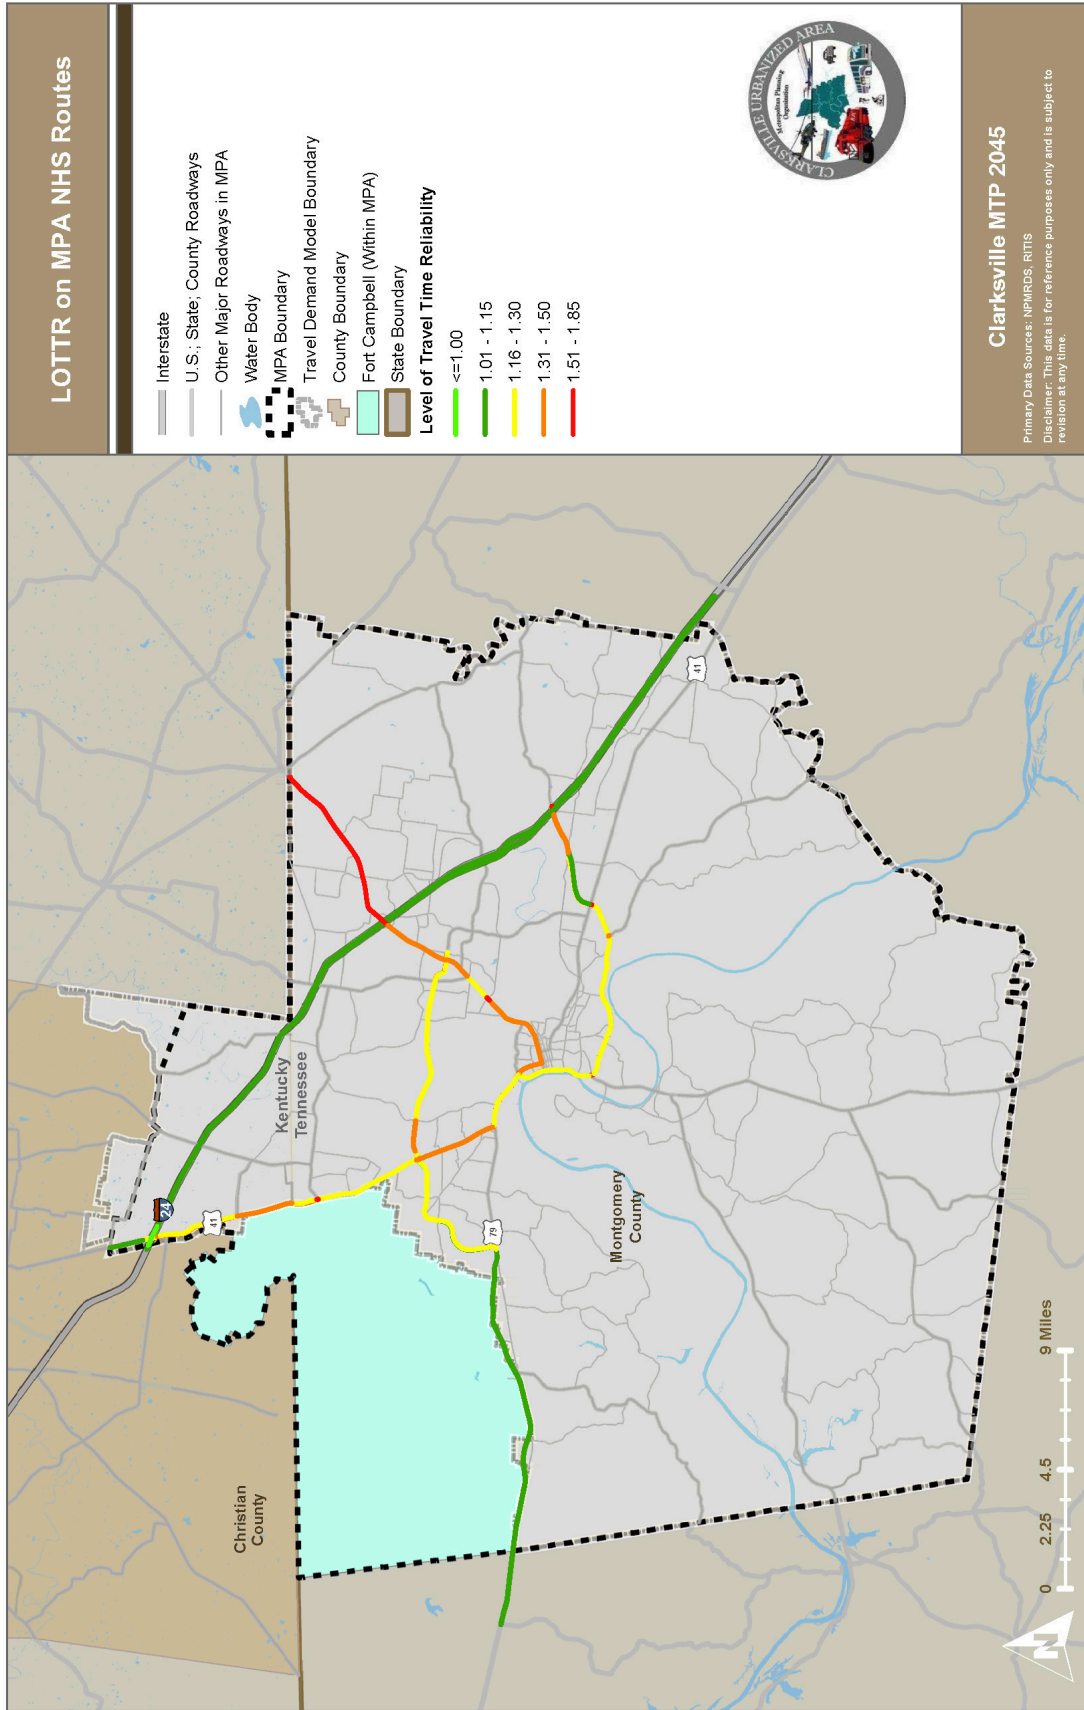 LOTTR on MPA NHS Routes
Interstate
U.S.; State; County Roadways
Other Major Roadways in MPA
Water Body
MPA Boundary
Travel Demand Model Boundary
County Boundary
Fort Campbell (Within MPA)
State Boundary
Level of Travel Time Reliability
<=1.00
1.01 - 1.15
1.16 - 1.30
1.31 - 1.50
1.51 - 1.85
CLARKSVILLE URBANIZED AREA
Metropolitan Planning
Organization
Clarksville MTP 2045
Primary Data Sources: NPMRDS, RITIS
Disclaimer: This data is for reference purposes only and is subject to
revision at any time.
Christian
County
24
41
Kentucky
Tennessee
79
41
Montgomery
County
N
0 2.25 4.5 9 Miles